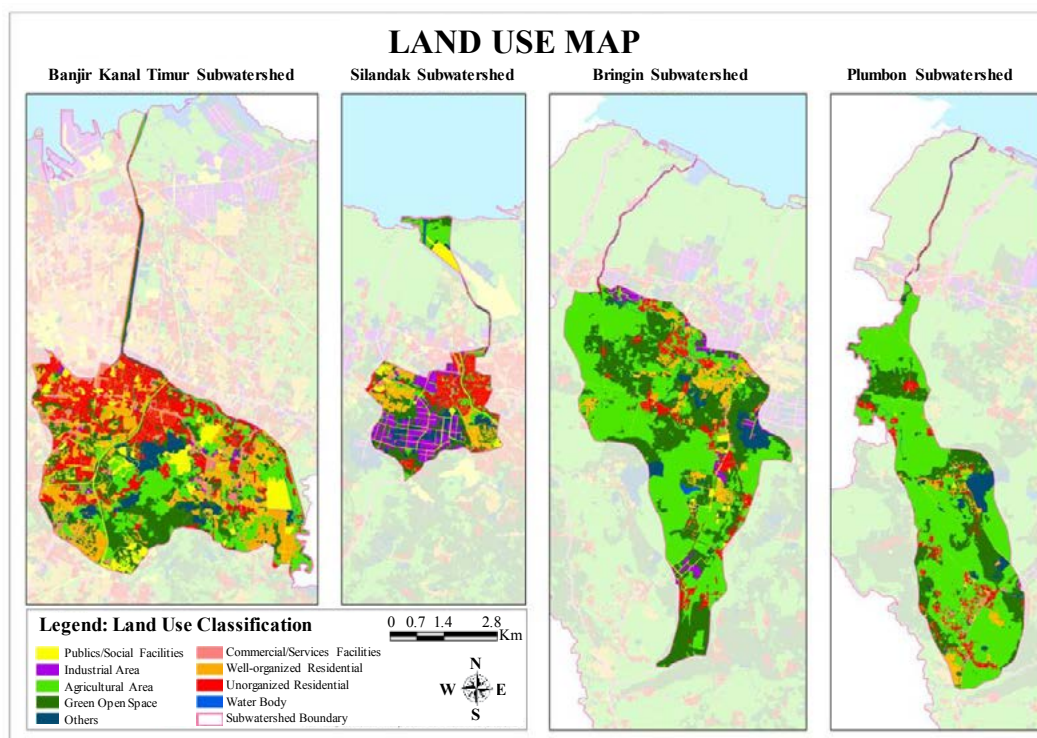 LAND USE MAP
Banjir Kanal Timur Subwatershed
Silandak Subwatershed
Bringin Subwatershed
Plumbon Subwatershed
Legend: Land Use Classification
Publics/Social Facilities
Industrial Area
Agricultural Area
Green Open Space
Others
Commercial/Services Facilities
Well-organized Residential
Unorganized Residential
Water Body
Subwatershed Boundary
0 0.7 1.4 2.8
Km
N
W E
S